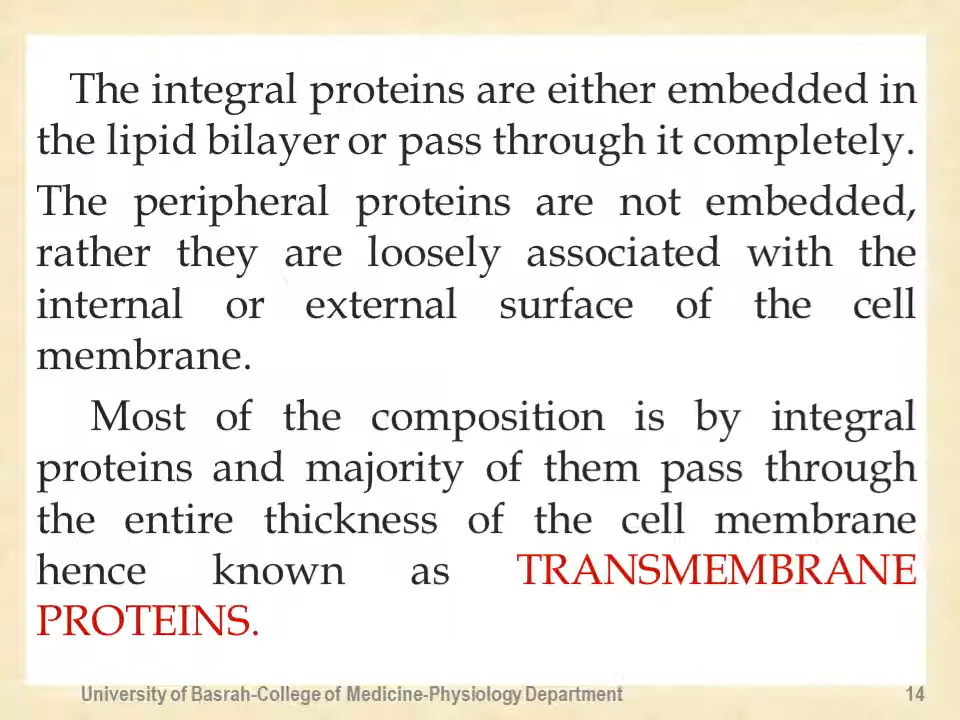 The integral proteins are either embedded in
the lipid bilayer or pass through it completely.
The peripheral proteins are not embedded,
rather they are loosely associated with the
internal or external surface of the cell
membrane.
Most of the composition is by integral
proteins and majority of them pass through
the entire thickness of the cell membrane
hence known as TRANSMEMBRANE
PROTEINS.
University of Basrah-College of Medicine-Physiology Department 14